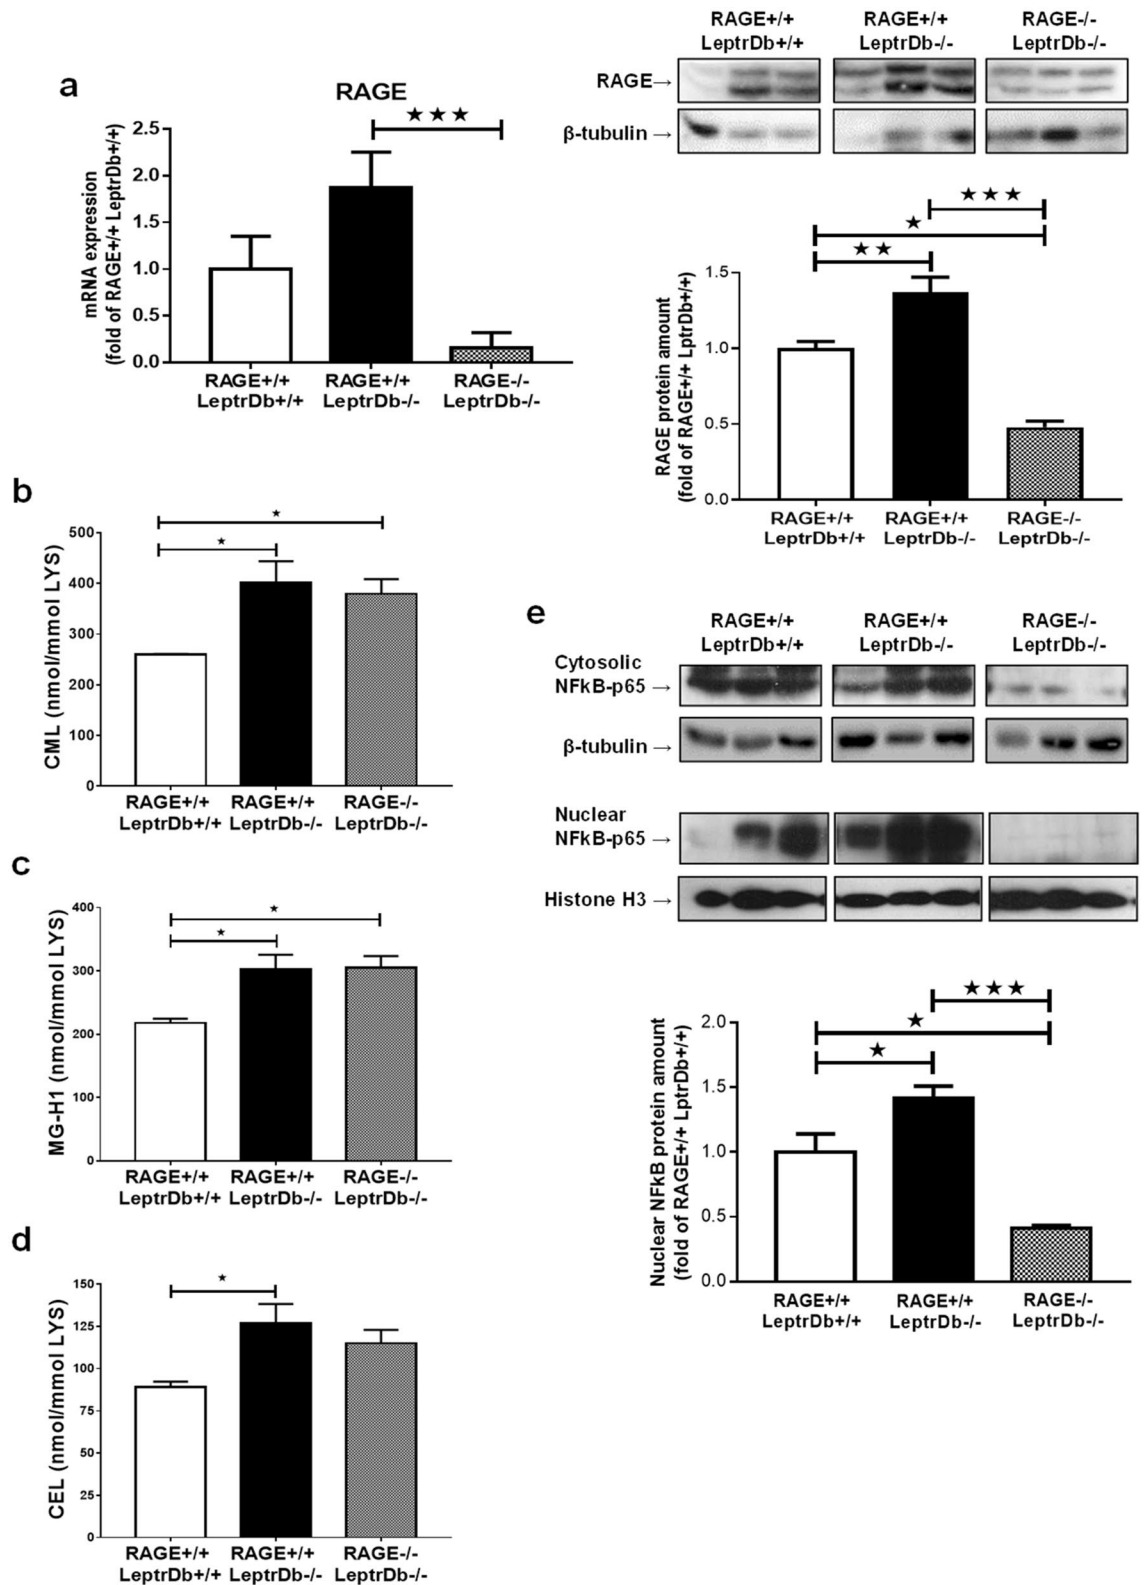 a
RAGE
★★★
mRNA expression
(fold of RAGE+/+ LeptrDb+/+)
2.5
2.0
1.5
1.0
0.5
0.0
RAGE+/+ RAGE+/+ RAGE-/-
LeptrDb+/+ LeptrDb-/- LeptrDb-/-
RAGE+/+ RAGE+/+ RAGE-/-
LeptrDb+/+ LeptrDb-/- LeptrDb-/-
RAGE→
β-tubulin →
★★★
★
★★
RAGE protein amount
(fold of RAGE+/+ LptrDb+/+)
1.5
1.0
0.5
0.0
RAGE+/+ RAGE+/+ RAGE-/-
LeptrDb+/+ LeptrDb-/- LeptrDb-/-
b
CML (nmol/mmol LYS)
★
★
500
400
300
200
100
0
RAGE+/+ RAGE+/+ RAGE-/-
LeptrDb+/+ LeptrDb-/- LeptrDb-/-
c
MG-H1 (nmol/mmol LYS)
★
★
400
300
200
100
0
RAGE+/+ RAGE+/+ RAGE-/-
LeptrDb+/+ LeptrDb-/- LeptrDb-/-
d
CEL (nmol/mmol LYS)
★
150
125
100
75
50
25
0
RAGE+/+ RAGE+/+ RAGE-/-
LeptrDb+/+ LeptrDb-/- LeptrDb-/-
e
RAGE+/+ RAGE+/+ RAGE-/-
LeptrDb+/+ LeptrDb-/- LeptrDb-/-
Cytosolic
NFkB-p65 →
β-tubulin →
Nuclear
NFkB-p65 →
Histone H3 →
★★★
★
★
Nuclear NFkB protein amount
(fold of RAGE+/+ LptrDb+/+)
2.0
1.5
1.0
0.5
0.0
RAGE+/+ RAGE+/+ RAGE-/-
LeptrDb+/+ LeptrDb-/- LeptrDb-/-